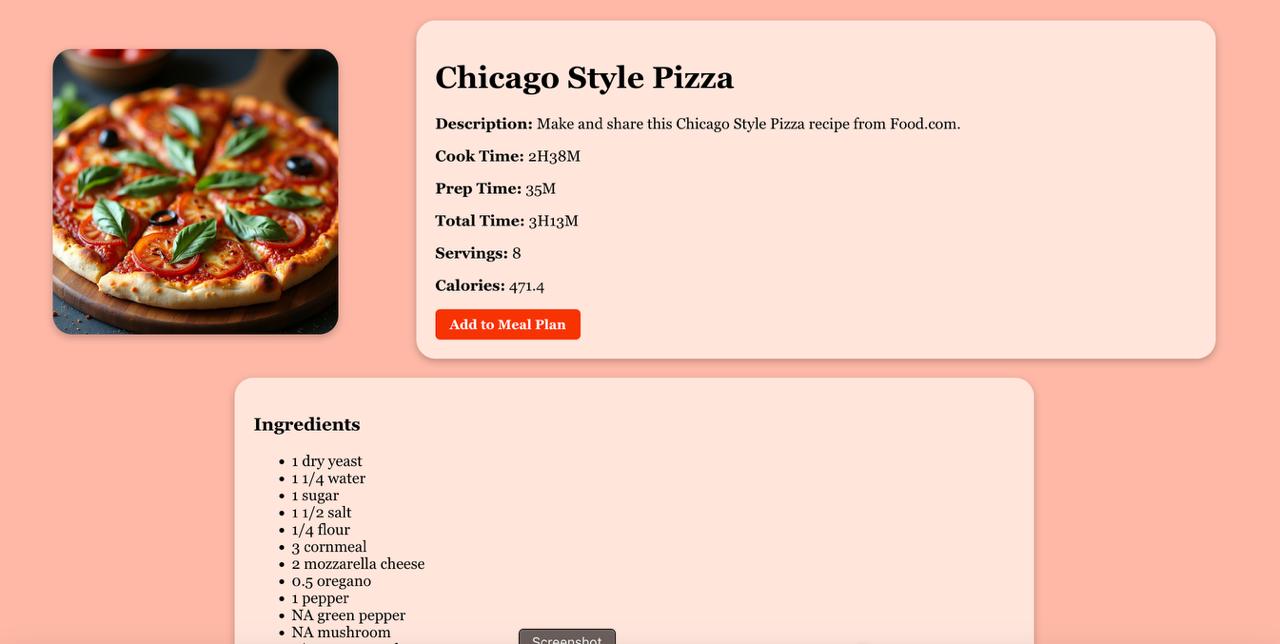 Chicago Style Pizza
Description: Make and share this Chicago Style Pizza recipe from Food.com.
Cook Time: 2H38M
Prep Time: 35M
Total Time: 3H13M
Servings: 8
Calories: 471.4
Add to Meal Plan
Ingredients
• 1 dry yeast
• 1 1/4 water
• 1 sugar
• 1 1/2 salt
• 1/4 flour
• 3 cornmeal
• 2 mozzarella cheese
• 0.5 oregano
• 1 pepper
• NA green pepper
• NA mushroom
Screenshot